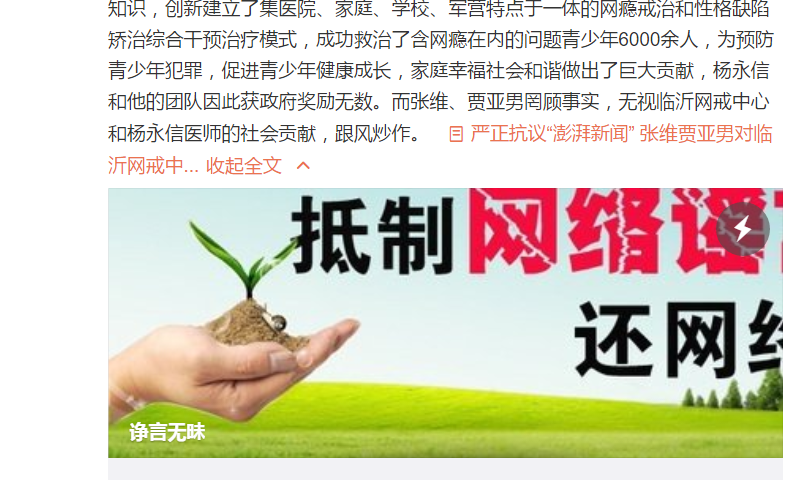 知识，创新建立了集医院、家庭、学校、军营特点于一体的网瘾戒治和性格缺陷
矫治综合干预治疗模式，成功救治了含网瘾在内的问题青少年6000余人，为预防
青少年犯罪，促进青少年健康成长，家庭幸福社会和谐做出了巨大贡献，杨永信
和他的团队因此获政府奖励无数。而张维、贾亚男罔顾事实，无视临沂网戒中心
和杨永信医师的社会贡献，跟风炒作。 严正抗议“澎湃新闻” 张维贾亚男对临
沂网戒中... 收起全文
抵制网络谣
还网络
诤言无昧